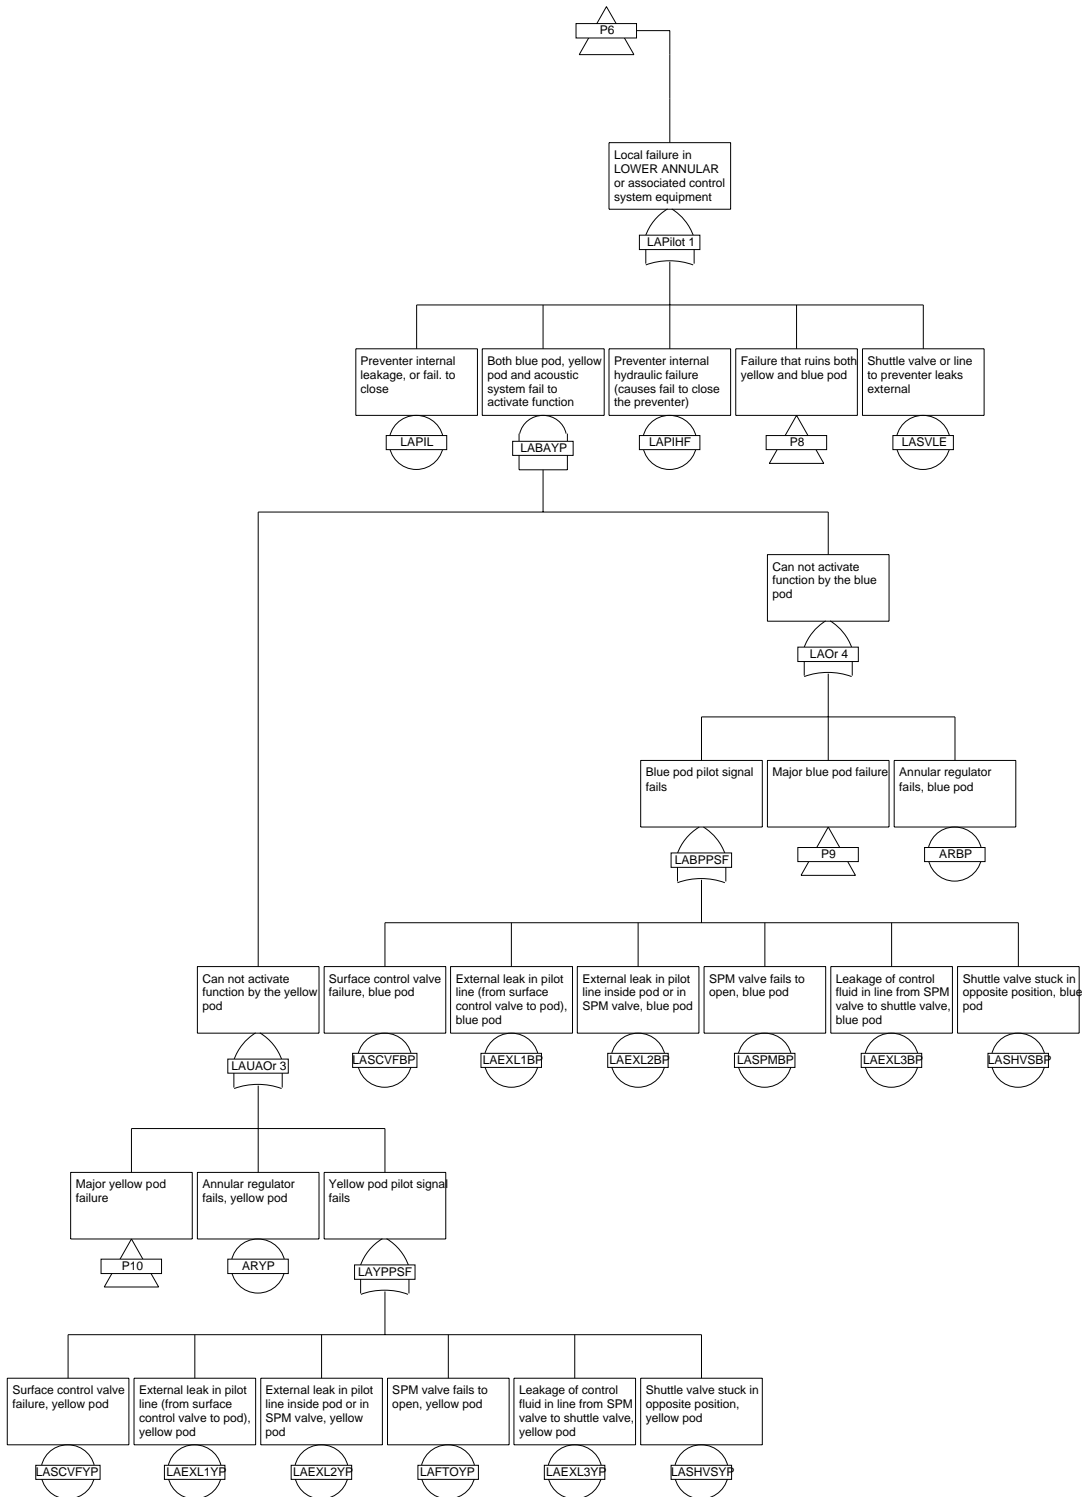 P6
Local failure in
LOWER ANNULAR
or associated control
system equipment
LAPilot 1
Preventer internal
leakage, or fail. to
close
LAPIL
Both blue pod, yellow
pod and acoustic
system fail to
activate function
LABAYP
Preventer internal
hydraulic failure
(causes fail to close
the preventer)
LAPIHF
Failure that ruins both
yellow and blue pod
P8
Shuttle valve or line
to preventer leaks
external
LASVLE
Can not activate
function by the blue
pod
LAOr 4
Blue pod pilot signal
fails
LABPPSF
Major blue pod failure
P9
Annular regulator
fails, blue pod
ARBP
Can not activate
function by the yellow
pod
LAUAOr 3
Surface control valve
failure, blue pod
LASCVFBP
External leak in pilot
line (from surface
control valve to pod),
blue pod
LAEXL1BP
External leak in pilot
line inside pod or in
SPM valve, blue pod
LAEXL2BP
SPM valve fails to
open, blue pod
LASPMBP
Leakage of control
fluid in line from SPM
valve to shuttle valve,
blue pod
LAEXL3BP
Shuttle valve stuck in
opposite position, blue
pod
LASHVSBP
Major yellow pod
failure
P10
Annular regulator
fails, yellow pod
ARYP
Yellow pod pilot signal
fails
LAYPPSF
Surface control valve
failure, yellow pod
LASCVFYP
External leak in pilot
line (from surface
control valve to pod),
yellow pod
LAEXL1YP
External leak in pilot
line inside pod or in
SPM valve, yellow
pod
LAEXL2YP
SPM valve fails to
open, yellow pod
LAFTOYP
Leakage of control
fluid in line from SPM
valve to shuttle valve,
yellow pod
LAEXL3YP
Shuttle valve stuck in
opposite position,
yellow pod
LASHVSYP